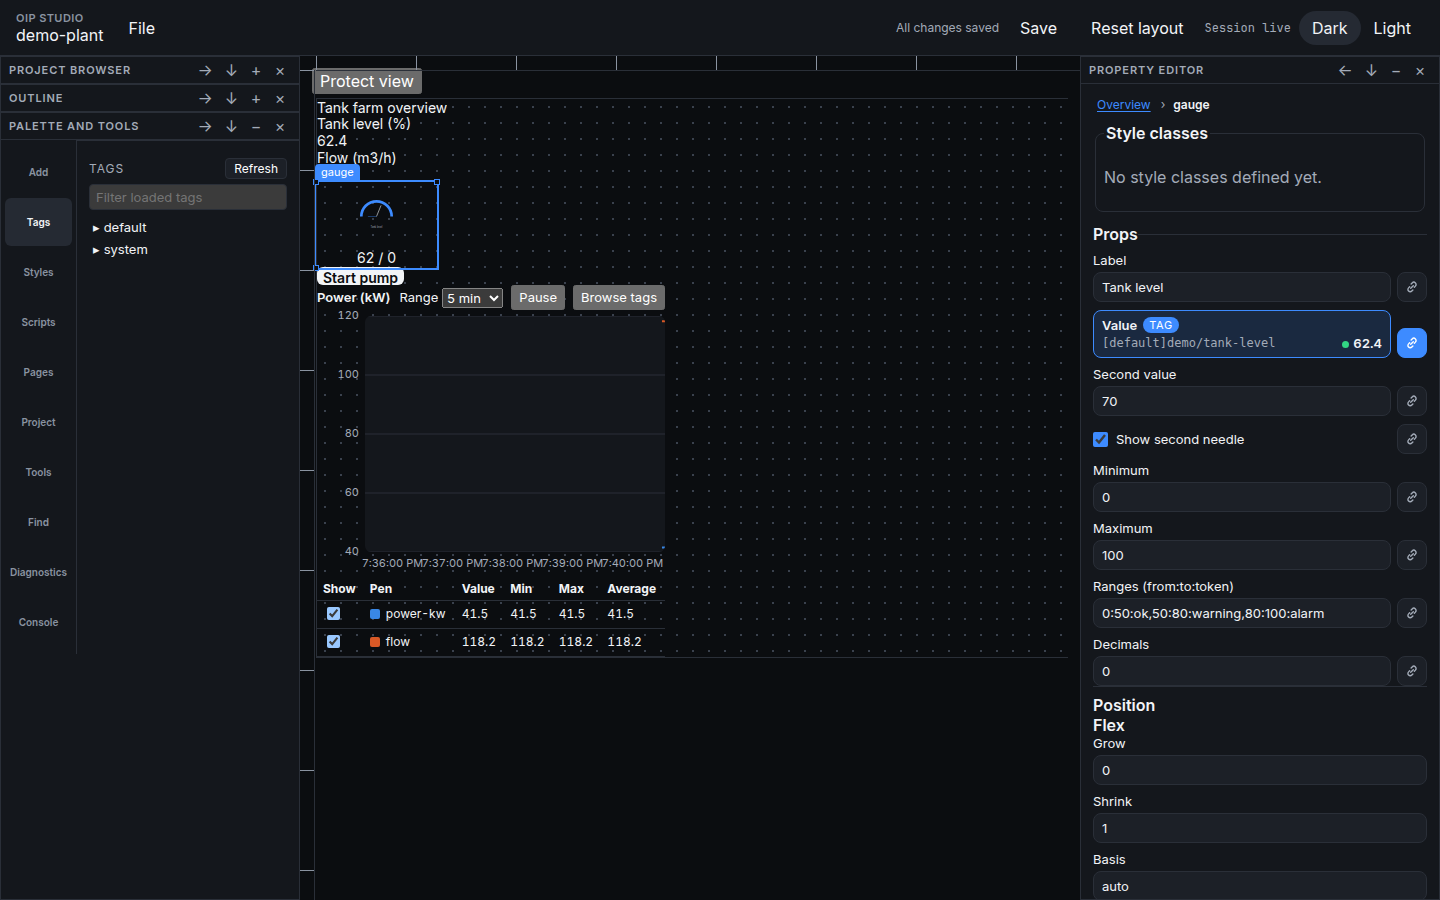 OIP STUDIO
demo-plant
File
All changes saved
Save
Reset layout
Session live
Dark
Light
PROJECT BROWSER
OUTLINE
PALETTE AND TOOLS
Add
Tags
Styles
Scripts
Pages
Project
Tools
Find
Diagnostics
Console
TAGS
Refresh
Filter loaded tags
default
system
Protect view
Tank farm overview
Tank level (%)
62.4
Flow (m3/h)
gauge
62 / 0
Start pump
Power (kW)
Range
5 min
Pause
Browse tags
120
100
80
60
40
7:36:00 PM
7:37:00 PM
7:38:00 PM
7:39:00 PM
7:40:00 PM
Show Pen Value Min Max Average
power-kw 41.5 41.5 41.5 41.5
flow 118.2 118.2 118.2 118.2
PROPERTY EDITOR
Overview › gauge
Style classes
No style classes defined yet.
Props
Label
Tank level
Value TAG
[default]demo/tank-level
62.4
Second value
70
Show second needle
Minimum
0
Maximum
100
Ranges (from:to:token)
0:50:ok,50:80:warning,80:100:alarm
Decimals
0
Position
Flex
Grow
0
Shrink
1
Basis
auto